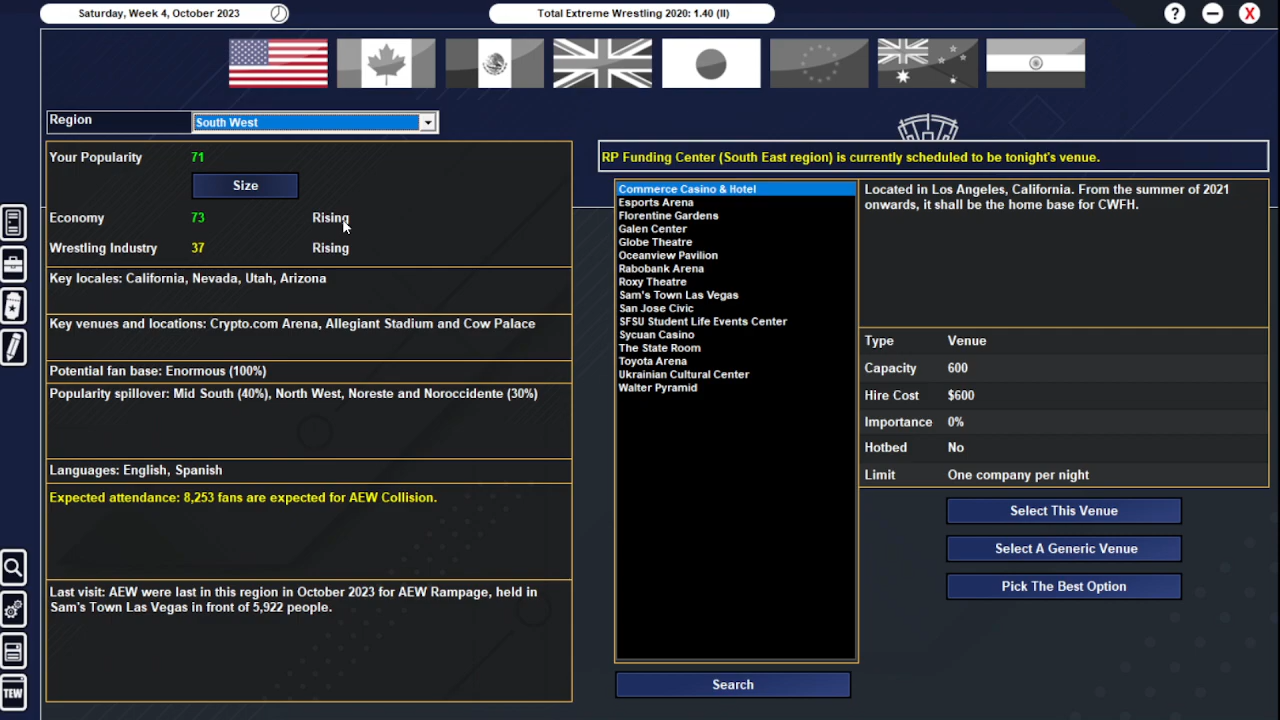 Saturday, Week 4, October 2023
Total Extreme Wrestling 2020: 1.40 (II)
? X
Region
South West
Your Popularity 71
Size
Economy 73 Rising
Wrestling Industry 37 Rising
Key locales: California, Nevada, Utah, Arizona
Key venues and locations: Crypto.com Arena, Allegiant Stadium and Cow Palace
Potential fan base: Enormous (100%)
Popularity spillover: Mid South (40%), North West, Noreste and Noroccidente (30%)
Languages: English, Spanish
Expected attendance: 8,253 fans are expected for AEW Collision.
Last visit: AEW were last in this region in October 2023 for AEW Rampage, held in
Sam's Town Las Vegas in front of 5,922 people.
TEW
RP Funding Center (South East region) is currently scheduled to be tonight's venue.
Commerce Casino & Hotel
Esports Arena
Florentine Gardens
Galen Center
Globe Theatre
Oceanview Pavilion
Rabobank Arena
Roxy Theatre
Sam's Town Las Vegas
San Jose Civic
SFSU Student Life Events Center
Sycuan Casino
The State Room
Toyota Arena
Ukrainian Cultural Center
Walter Pyramid
Search
Located in Los Angeles, California. From the summer of 2021
onwards, it shall be the home base for CWFH.
Type Venue
Capacity 600
Hire Cost $600
Importance 0%
Hotbed No
Limit One company per night
Select This Venue
Select A Generic Venue
Pick The Best Option